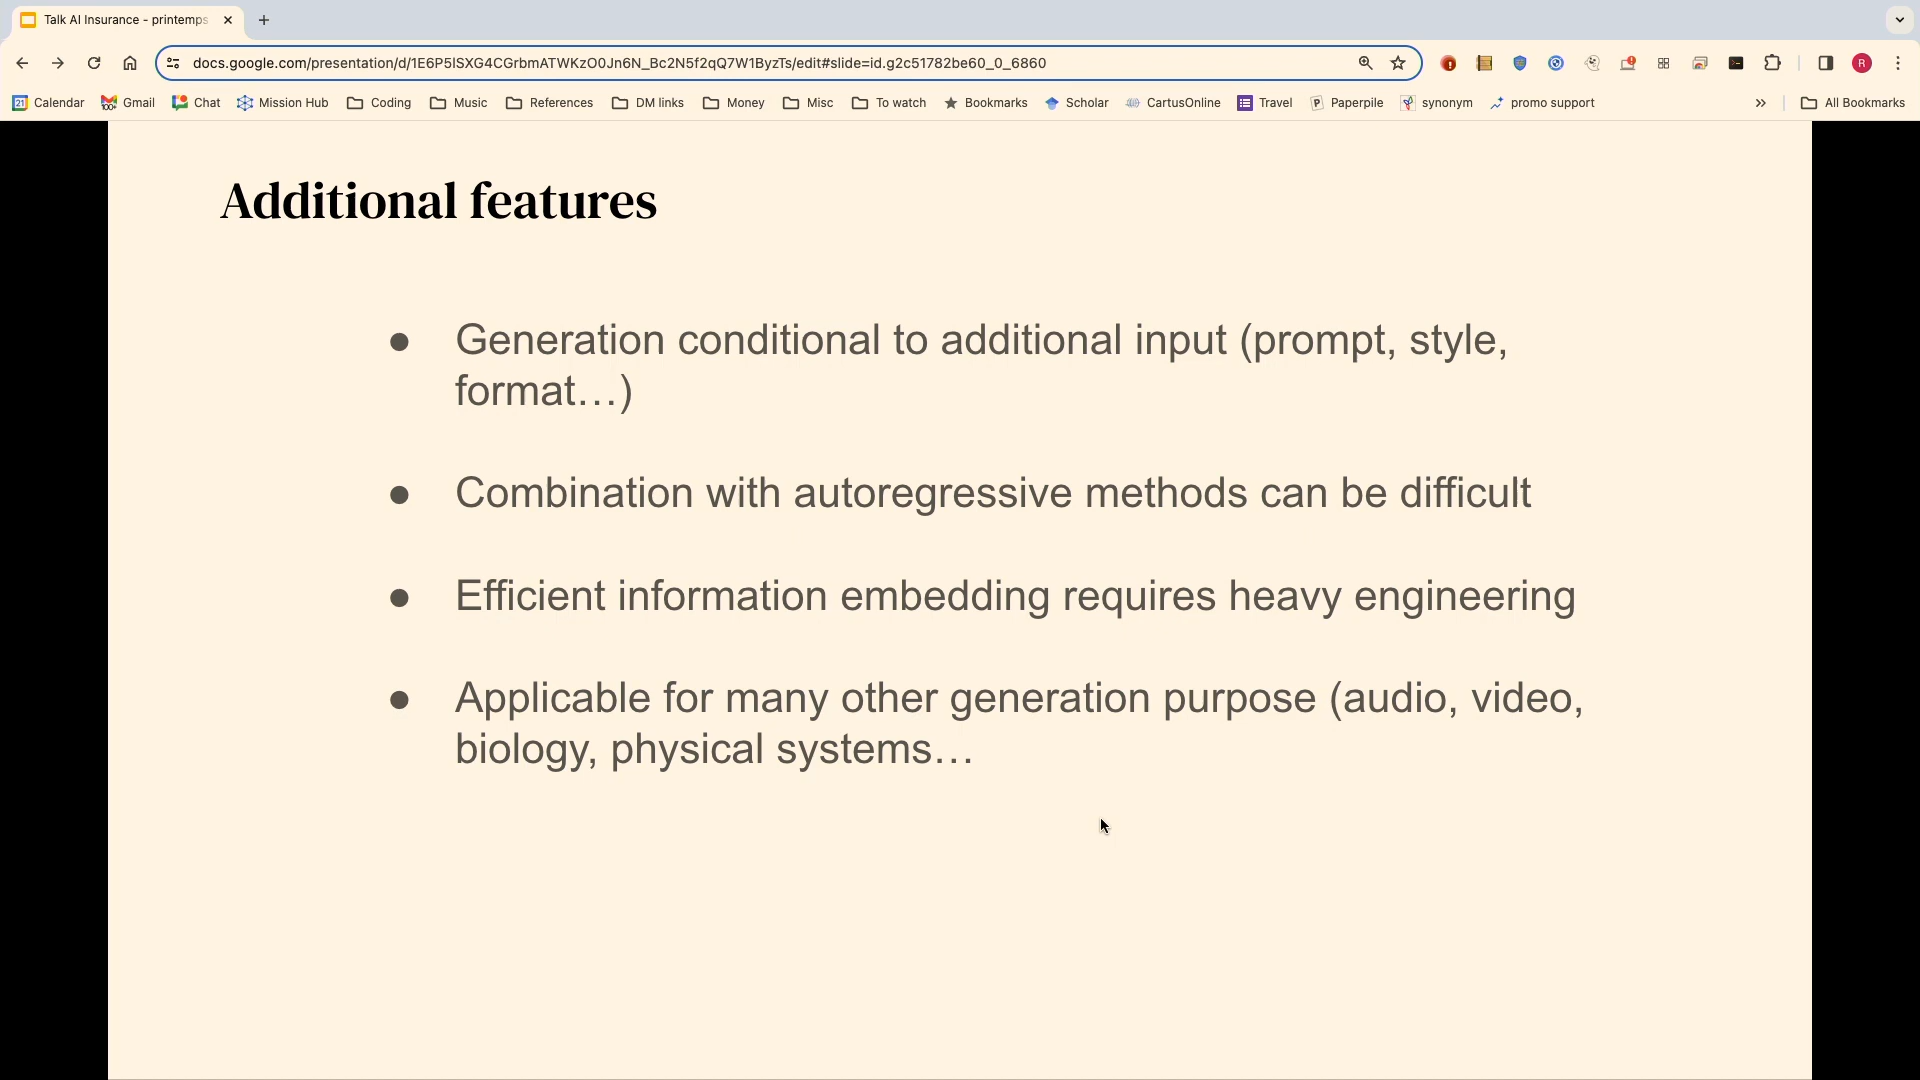 Talk AI Insurance - printemps
docs.google.com/presentation/d/1E6P5lSXG4CGrbmATWKzO0Jn6N_Bc2N5f2qQ7W1ByzTs/edit#slide=id.g2c51782be60_0_6860
R
Calendar Gmail Chat Mission Hub Coding Music References DM links Money Misc To watch Bookmarks Scholar CartusOnline Travel Paperpile synonym promo support » All Bookmarks
Additional features
● Generation conditional to additional input (prompt, style,
format…)
● Combination with autoregressive methods can be difficult
● Efficient information embedding requires heavy engineering
● Applicable for many other generation purpose (audio, video,
biology, physical systems…